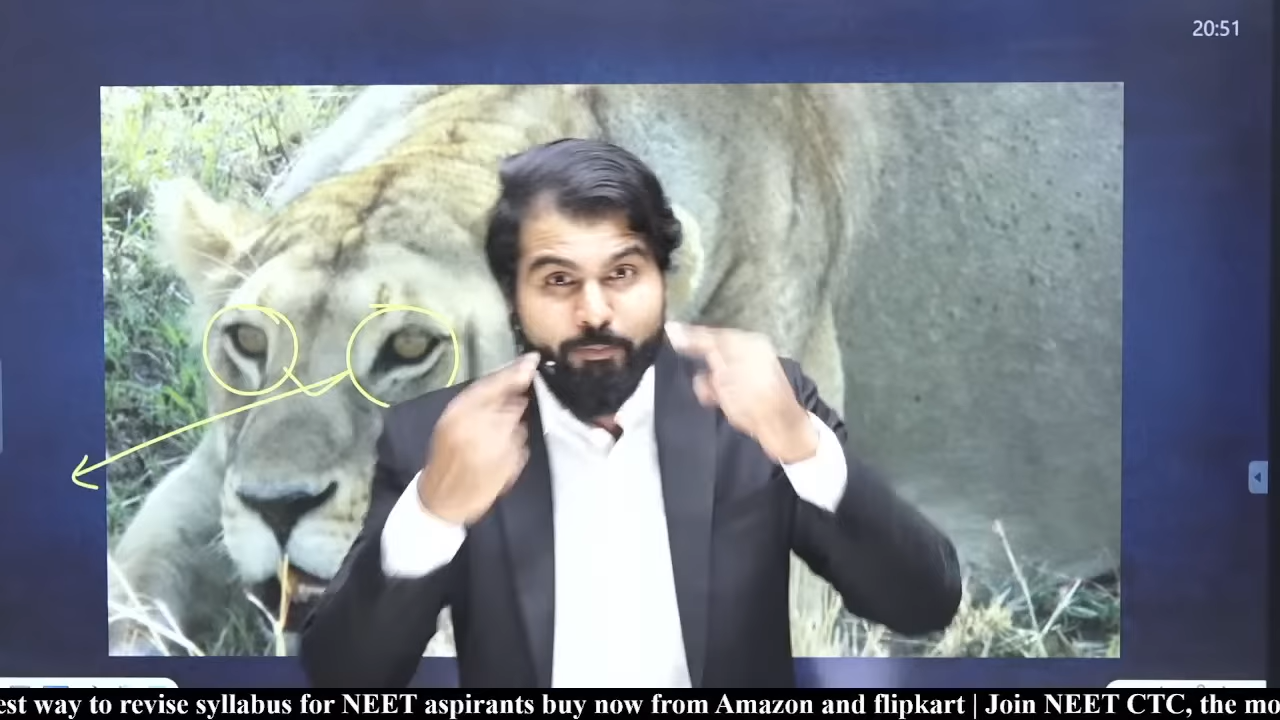 20:51
est way to revise syllabus for NEET aspirants buy now from Amazon and flipkart | Join NEET CTC, the mo